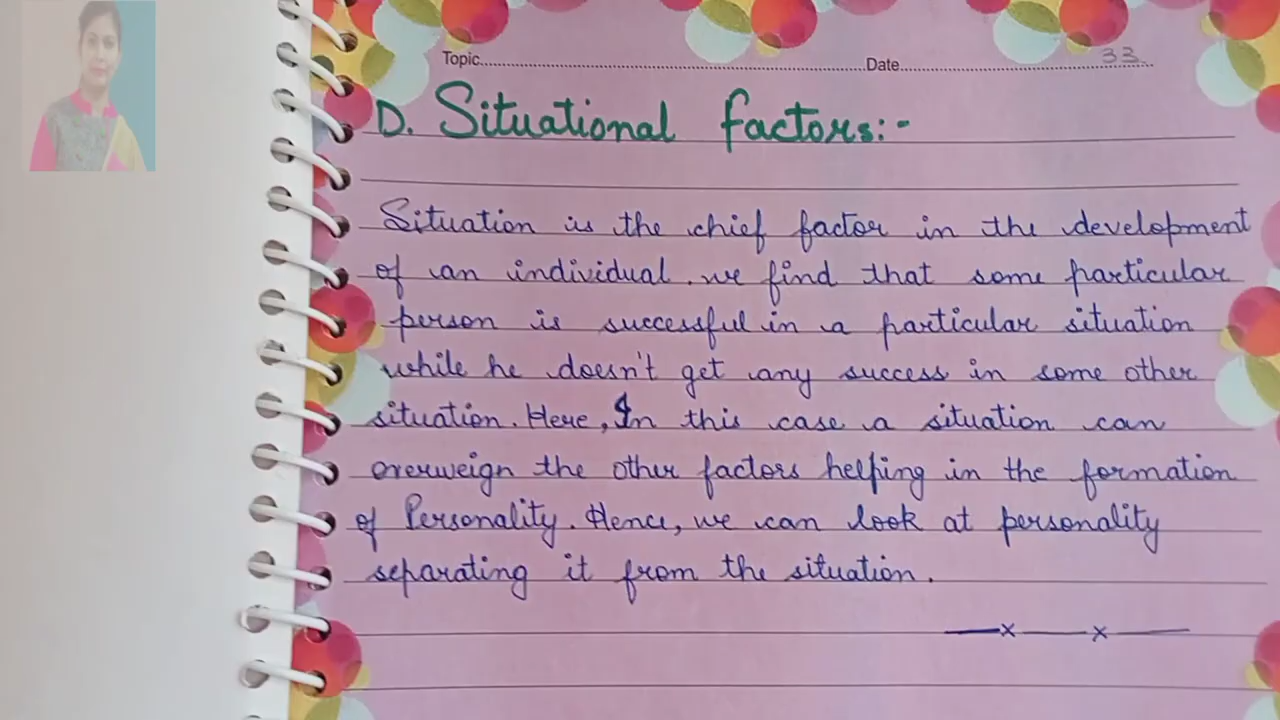 Topic............ Date............ 33
D. Situational factors:-
Situation is the chief factor in the development
of an individual. we find that some particular
person is successful in a particular situation
while he doesn't get any success in some other
situation. Here, In this case a situation can
overweign the other factors helping in the formation
of Personality. Hence, we can look at personality
separating it from the situation.